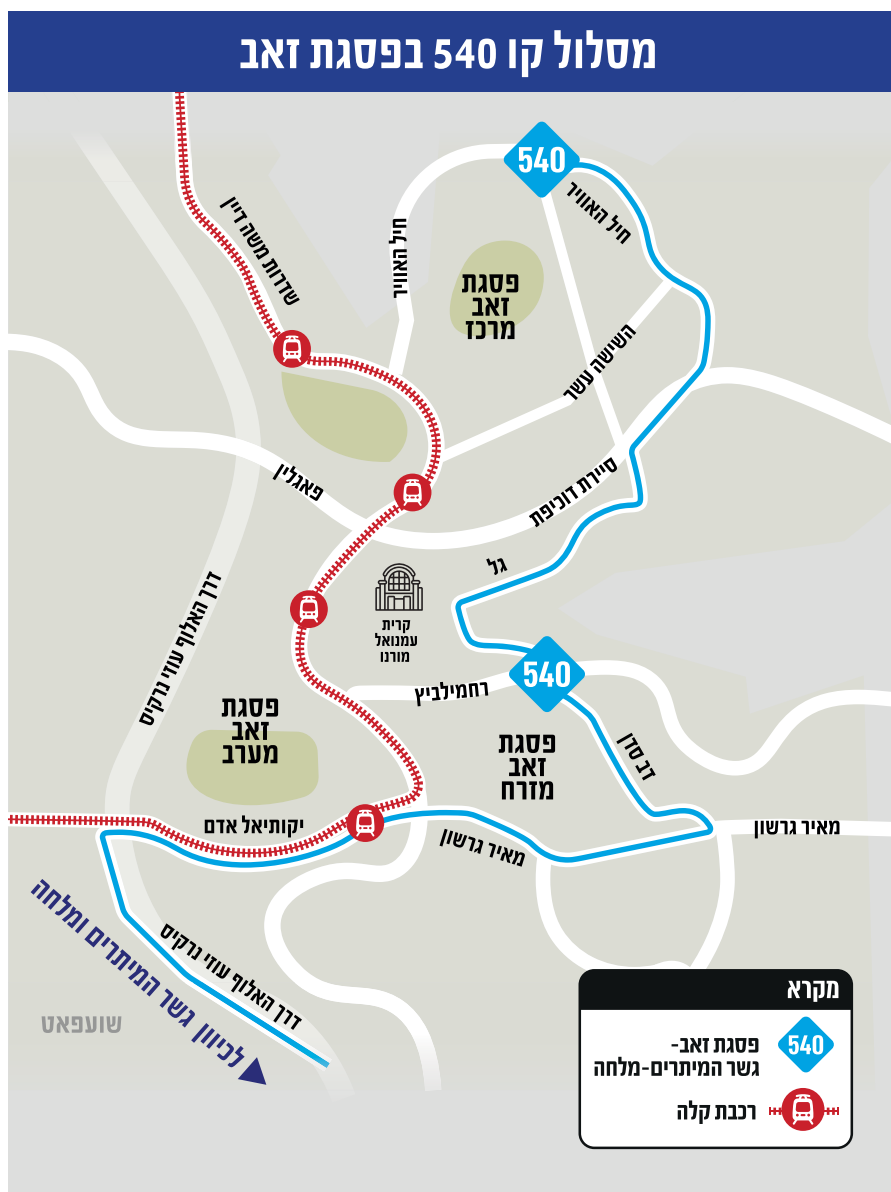 מסלול קו 540 בפסגת זאב
540
חיל האוויר
חיל האוויר
שדרות משה דיין
פסגת
זאב
מרכז
השישה עשר
סיירת דוכיפת
פאגלין
גל
קרית
עמנואל
מורנו
דרך האלוף עוזי נרקיס
540
רחמילביץ
פסגת
זאב
מערב
פסגת
זאב
מזרח
דב סדן
יקותיאל אדם
מאיר גרשון
מאיר גרשון
דרך האלוף עוזי נרקיס
לכיוון גשר המיתרים ומלחה
שועפאט
מקרא
540
פסגת זאב-
גשר המיתרים-מלחה
רכבת קלה